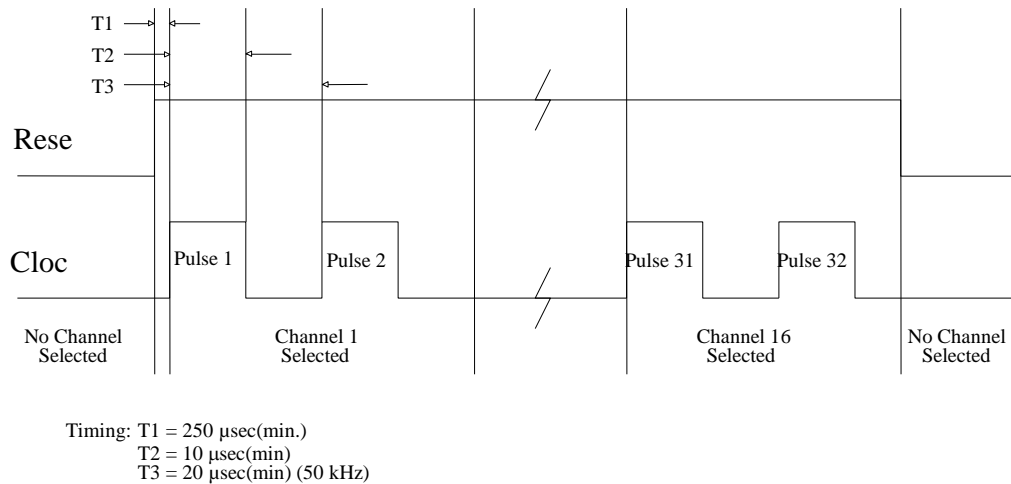 T1
T2
T3
Rese
Cloc
Pulse 1
Pulse 2
Pulse 31
Pulse 32
No Channel
Selected
Channel 1
Selected
Channel 16
Selected
No Channel
Selected
Timing: T1 = 250 μsec(min.)
T2 = 10 μsec(min)
T3 = 20 μsec(min) (50 kHz)